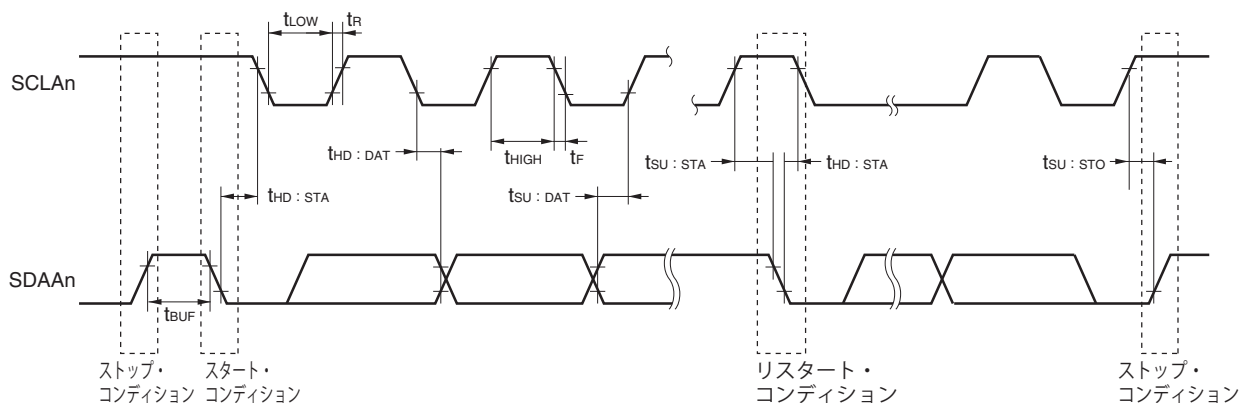 tLOW
tR
SCLAn
tHD : DAT
tHIGH
tF
tSU : STA
tHD : STA
tSU : STO
tHD : STA
tSU : DAT
SDAAn
tBUF
ストップ・
コンディション
スタート・
コンディション
リスタート・
コンディション
ストップ・
コンディション